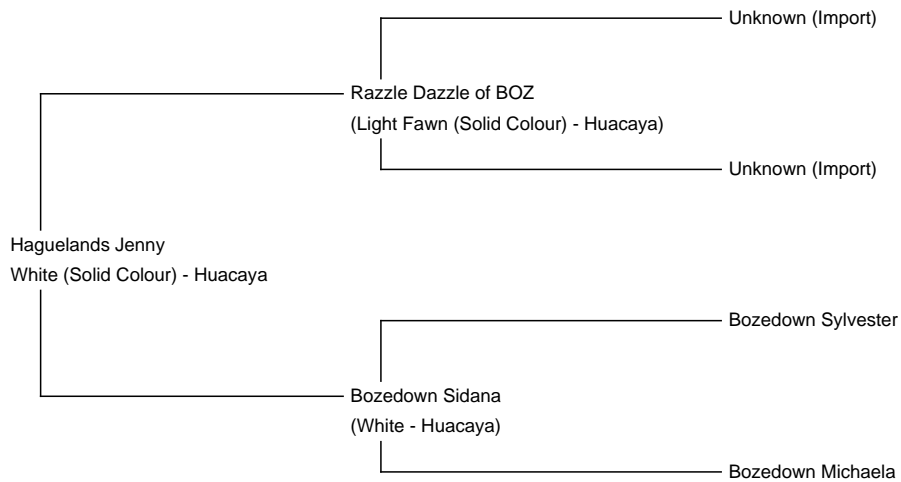 Unknown (Import)
Razzle Dazzle of BOZ
(Light Fawn (Solid Colour) - Huacaya)
Unknown (Import)
Haguelands Jenny
White (Solid Colour) - Huacaya
Bozedown Sylvester
Bozedown Sidana
(White - Huacaya)
Bozedown Michaela